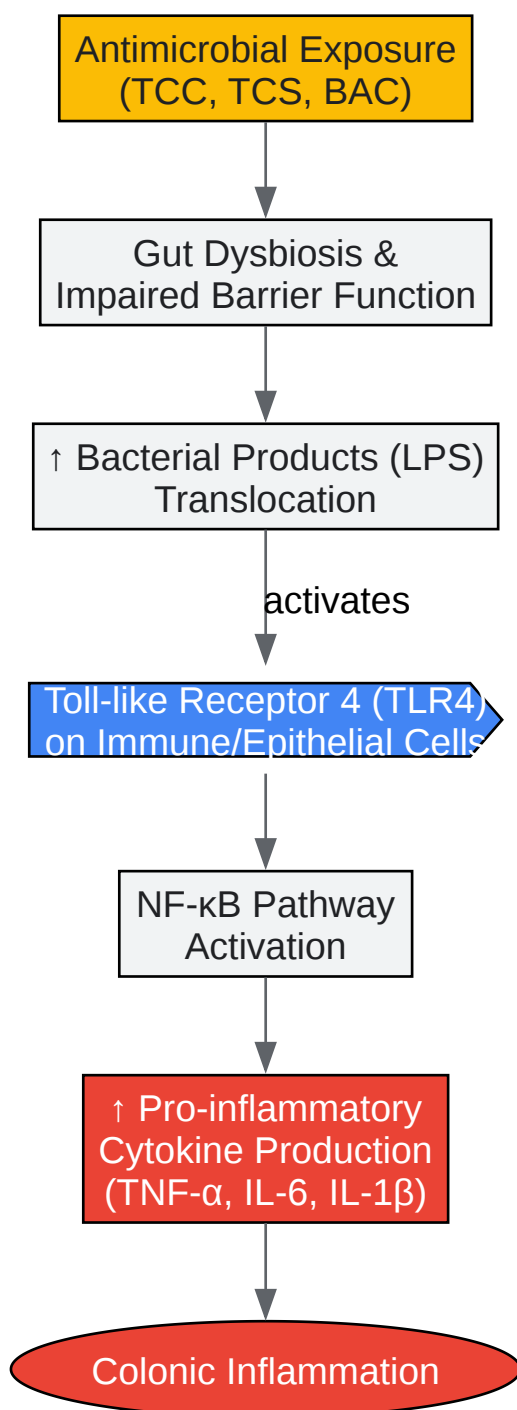 Antimicrobial Exposure
(TCC, TCS, BAC)
Gut Dysbiosis &
Impaired Barrier Function
↑ Bacterial Products (LPS)
Translocation
activates
Toll-like Receptor 4 (TLR4)
on Immune/Epithelial Cells
NF-κB Pathway
Activation
↑ Pro-inflammatory
Cytokine Production
(TNF-α, IL-6, IL-1β)
Colonic Inflammation